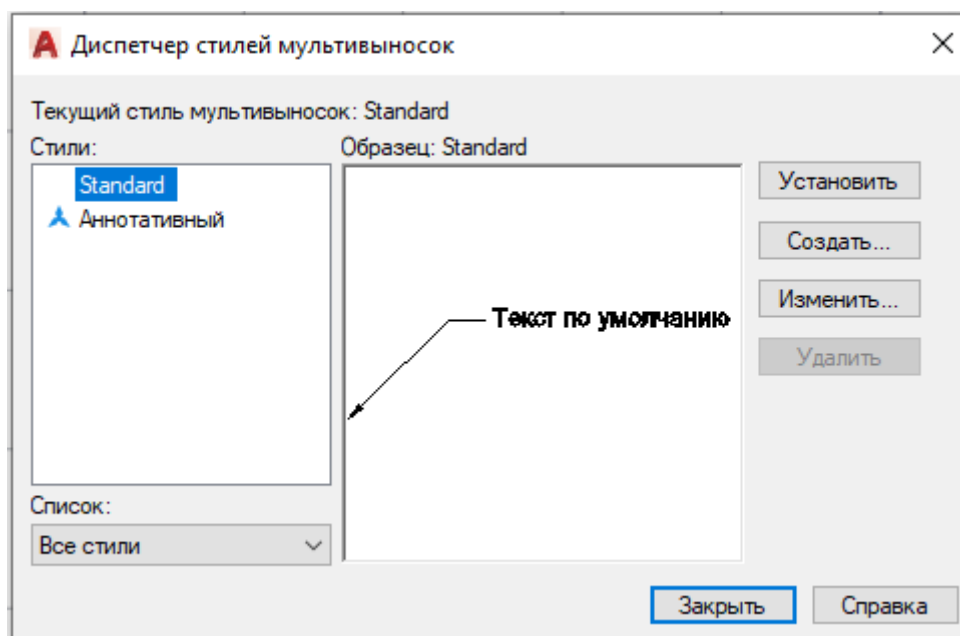 Диспетчер стилей мультивыносок
Текущий стиль мультивыносок: Standard
Стили:
Образец: Standard
Standard
Аннотативный
Текст по умолчанию
Установить
Создать...
Изменить...
Удалить
Список:
Все стили
Закрыть
Справка